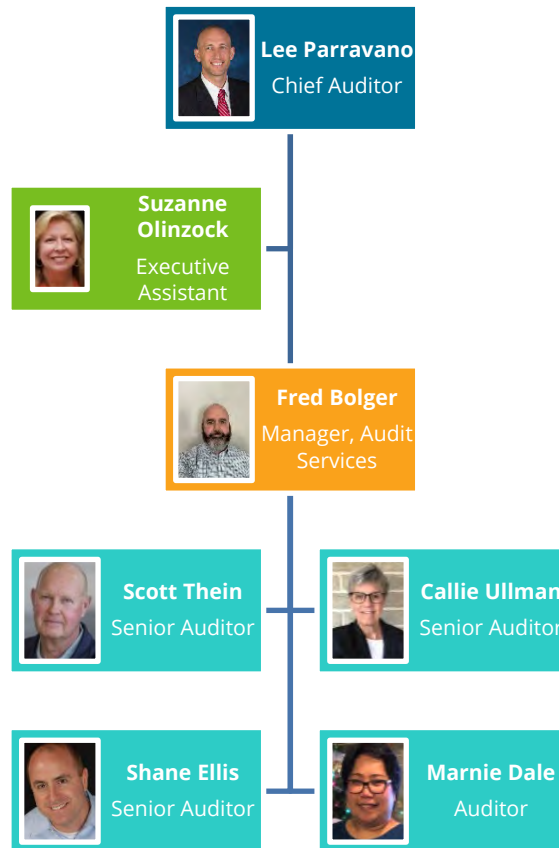 Lee Parravano
Chief Auditor
Suzanne
Olinzock
Executive
Assistant
Fred Bolger
Manager, Audit
Services
Scott Thein
Senior Auditor
Callie Ullman
Senior Auditor
Shane Ellis
Senior Auditor
Marnie Dale
Auditor